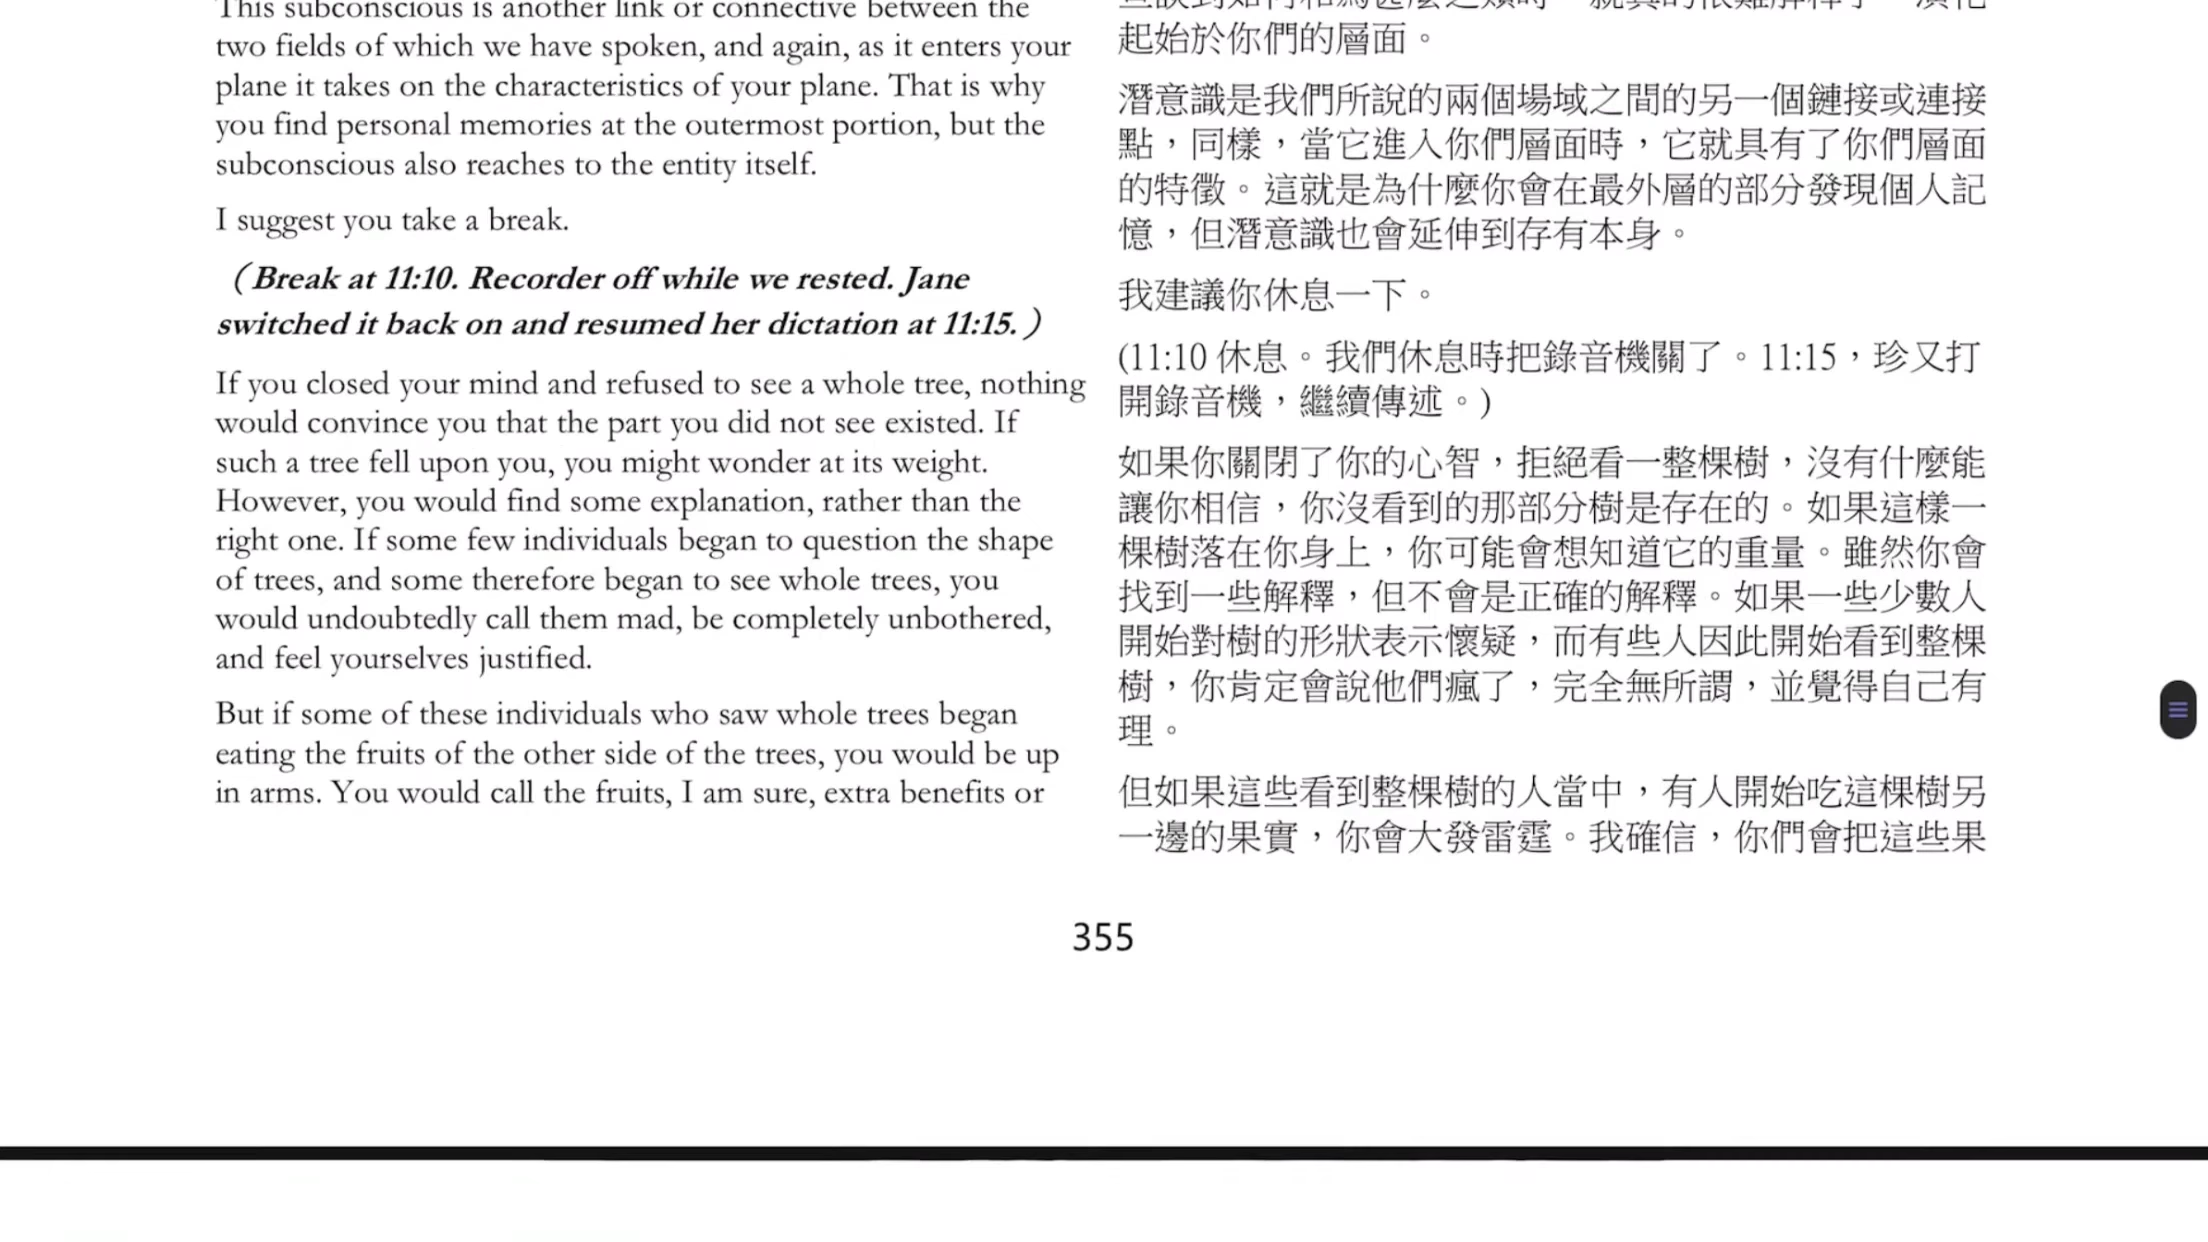 This subconscious is another link or connective between the
two fields of which we have spoken, and again, as it enters your
plane it takes on the characteristics of your plane. That is why
you find personal memories at the outermost portion, but the
subconscious also reaches to the entity itself.
I suggest you take a break.
(Break at 11:10. Recorder off while we rested. Jane
switched it back on and resumed her dictation at 11:15.)
If you closed your mind and refused to see a whole tree, nothing
would convince you that the part you did not see existed. If
such a tree fell upon you, you might wonder at its weight.
However, you would find some explanation, rather than the
right one. If some few individuals began to question the shape
of trees, and some therefore began to see whole trees, you
would undoubtedly call them mad, be completely unbothered,
and feel yourselves justified.
But if some of these individuals who saw whole trees began
eating the fruits of the other side of the trees, you would be up
in arms. You would call the fruits, I am sure, extra benefits or
起始於你們的層面。
潛意識是我們所說的兩個場域之間的另一個鏈接或連接
點，同樣，當它進入你們層面時，它就具有了你們層面
的特徵。這就是為什麼你會在最外層的部分發現個人記
憶，但潛意識也會延伸到存有本身。
我建議你休息一下。
(11:10 休息。我們休息時把錄音機關了。11:15，珍又打
開錄音機，繼續傳述。)
如果你關閉了你的心智，拒絕看一整棵樹，沒有什麼能
讓你相信，你沒看到的那部分樹是存在的。如果這樣一
棵樹落在你身上，你可能會想知道它的重量。雖然你會
找到一些解釋，但不會是正確的解釋。如果一些少數人
開始對樹的形狀表示懷疑，而有些人因此開始看到整棵
樹，你肯定會說他們瘋了，完全無所謂，並覺得自己有
理。
但如果這些看到整棵樹的人當中，有人開始吃這棵樹另
一邊的果實，你會大發雷霆。我確信，你們會把這些果
355